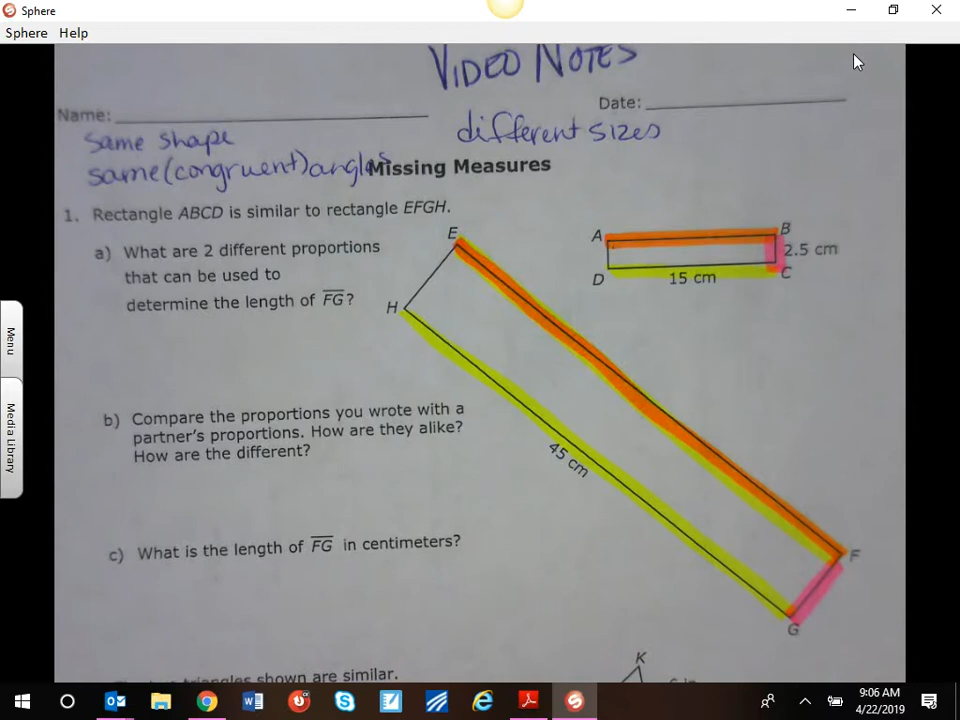 Sphere
Sphere Help
VIDEO NOTES
Name: Date:
same shape different sizes
same (congruent) angles
Missing Measures
1. Rectangle ABCD is similar to rectangle EFGH.
a) What are 2 different proportions
that can be used to
determine the length of FG?
E
H
A
B
2.5 cm
D
15 cm
C
b) Compare the proportions you wrote with a
partner's proportions. How are they alike?
How are the different?
45 cm
c) What is the length of FG in centimeters?
F
G
K
triangles shown are similar.
Menu
Media Library
9:06 AM
4/22/2019